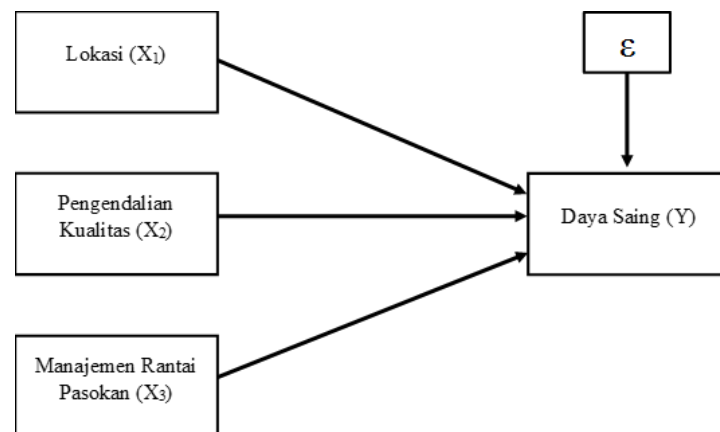 Lokasi (X₁)
ε
Pengendalian
Kualitas (X₂)
Daya Saing (Y)
Manajemen Rantai
Pasokan (X₃)